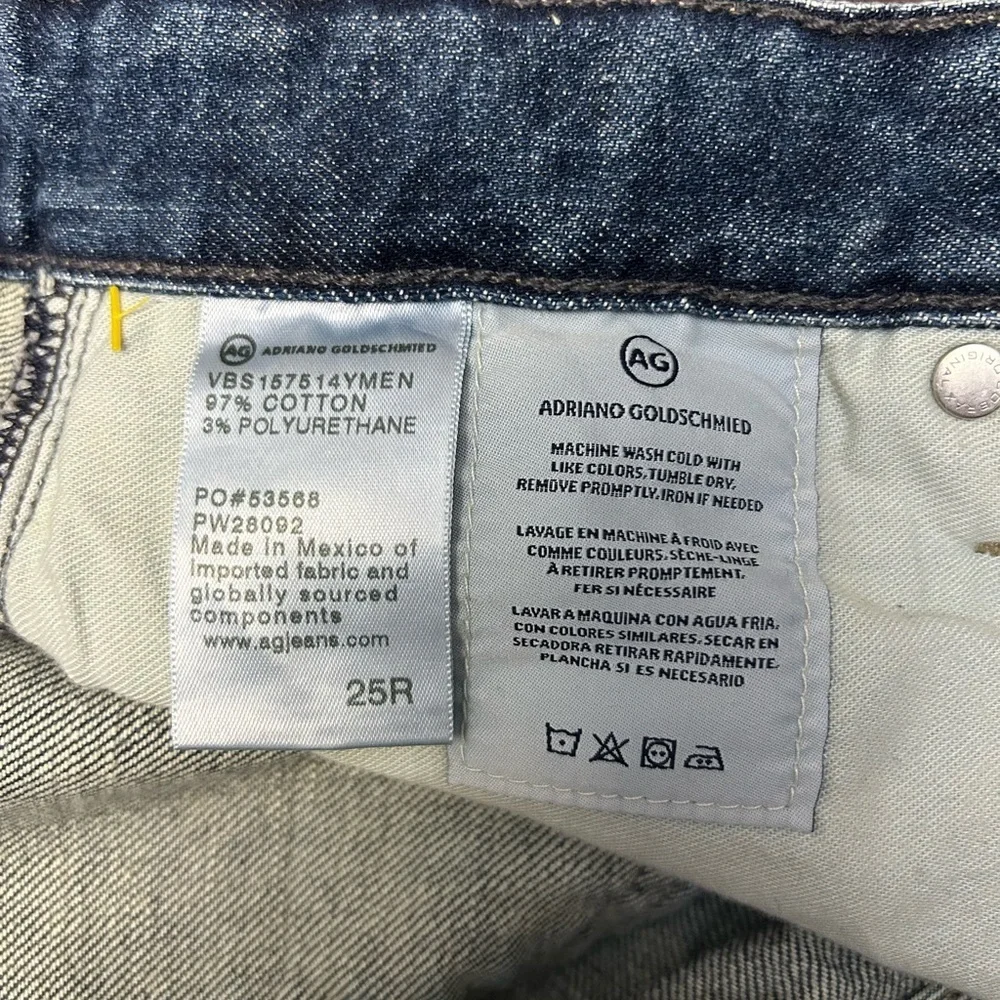 AG ADRIANO GOLDSCHMIED
VBS157514YMEN
97% COTTON
3% POLYURETHANE
PO#53568
PW28092
Made in Mexico of
Imported fabric and
globally sourced
components
www.agjeans.com
25R
AG
ADRIANO GOLDSCHMIED
MACHINE WASH COLD WITH
LIKE COLORS, TUMBLE DRY,
REMOVE PROMPTLY, IRON IF NEEDED
LAVAGE EN MACHINE À FROID AVEC
COMME COULEURS. SÈCHE-LINGE
À RETIRER PROMPTEMENT.
FER SI NÉCESSAIRE
LAVAR A MAQUINA CON AGUA FRIA.
CON COLORES SIMILARES. SECAR EN
SECADORA RETIRAR RAPIDAMENTE.
PLANCHA SI ES NECESARIO
ORIGINAL